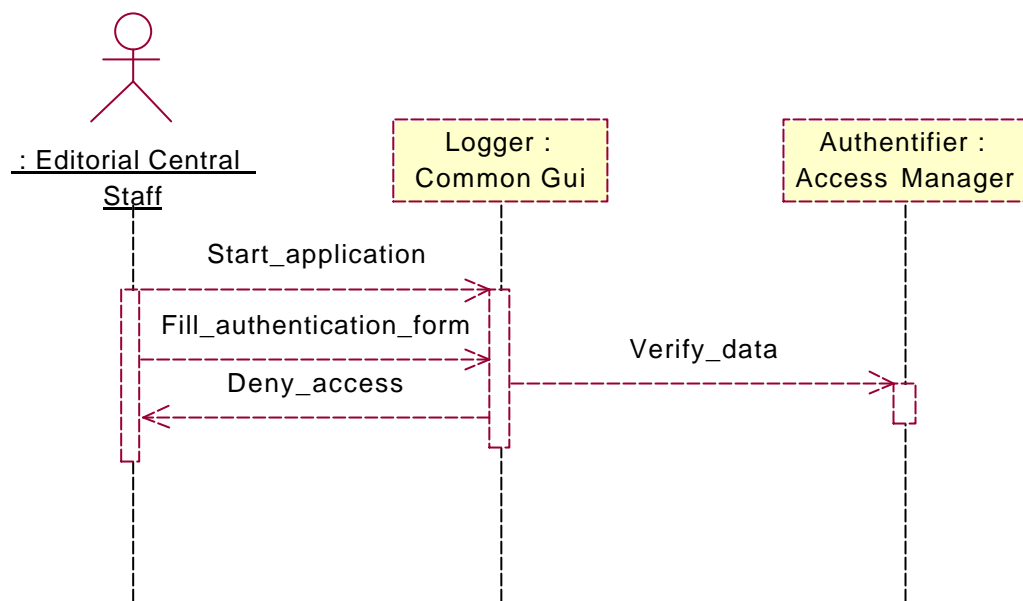 : Editorial Central
Staff
Logger :
Common Gui
Authentifier :
Access Manager
Start_application
Fill_authentication_form
Verify_data
Deny_access